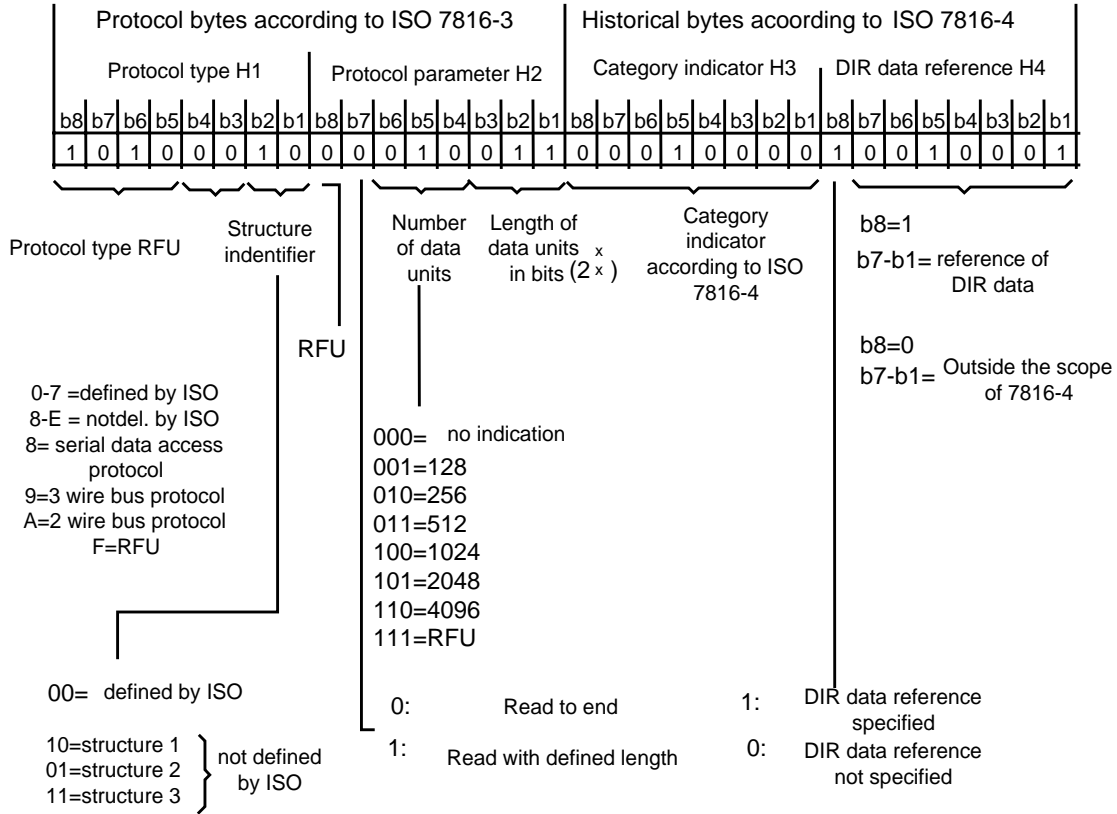 Protocol bytes according to ISO 7816-3
Historical bytes acoording to ISO 7816-4
Protocol type H1
Protocol parameter H2
Category indicator H3
DIR data reference H4
b8 b7 b6 b5 b4 b3 b2 b1 b8 b7 b6 b5 b4 b3 b2 b1 b8 b7 b6 b5 b4 b3 b2 b1 b8 b7 b6 b5 b4 b3 b2 b1
1 0 1 0 0 0 1 0 0 0 0 1 0 0 1 1 0 0 0 1 0 0 0 0 1 0 0 1 0 0 0 1
Protocol type RFU
Structure
indentifier
RFU
Number
of data
units
Length of
data units x
in bits (2 x )
Category
indicator
according to ISO
7816-4
b8=1
b7-b1= reference of
DIR data
b8=0
b7-b1= Outside the scope
of 7816-4
0-7 =defined by ISO
8-E = notdel. by ISO
8= serial data access
protocol
9=3 wire bus protocol
A=2 wire bus protocol
F=RFU
000= no indication
001=128
010=256
011=512
100=1024
101=2048
110=4096
111=RFU
00= defined by ISO
10=structure 1
01=structure 2
11=structure 3
not defined
by ISO
0: Read to end
1: Read with defined length
1: DIR data reference
specified
0: DIR data reference
not specified